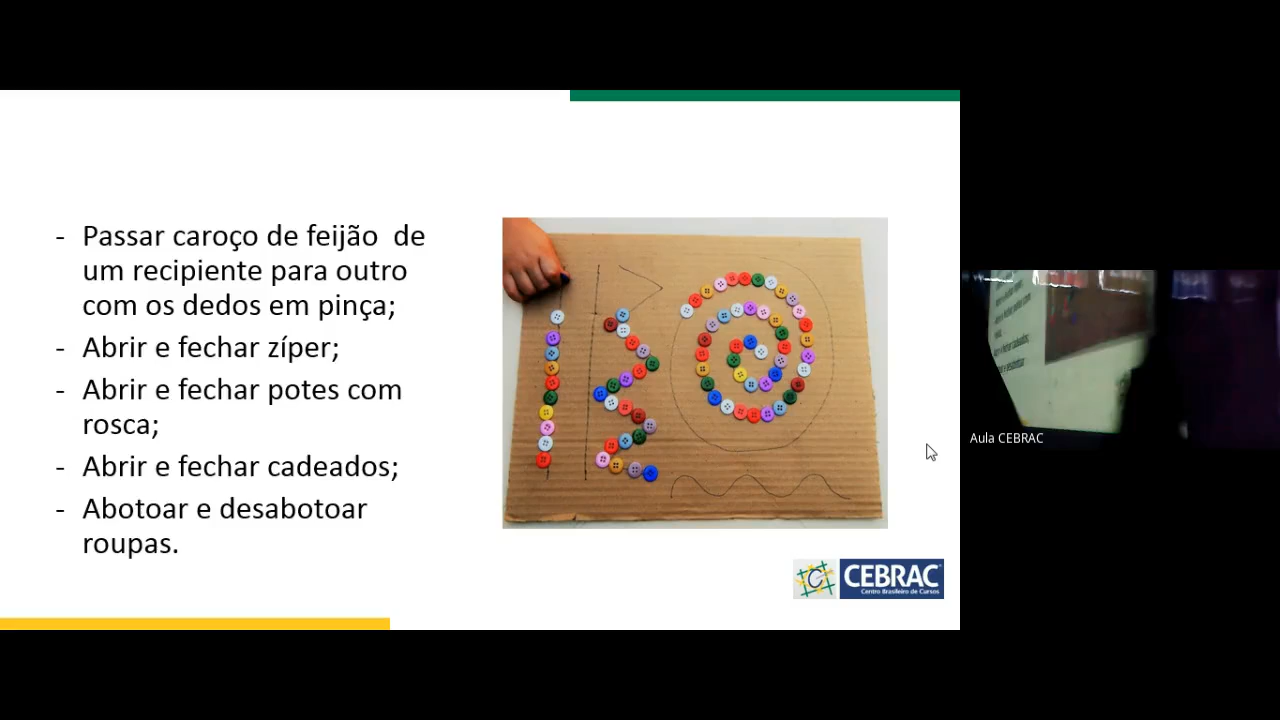 - Passar caroço de feijão de
um recipiente para outro
com os dedos em pinça;
- Abrir e fechar zíper;
- Abrir e fechar potes com
rosca;
- Abrir e fechar cadeados;
- Abotoar e desabotoar
roupas.
C CEBRAC
Centro Brasileiro de Cursos
Aula CEBRAC